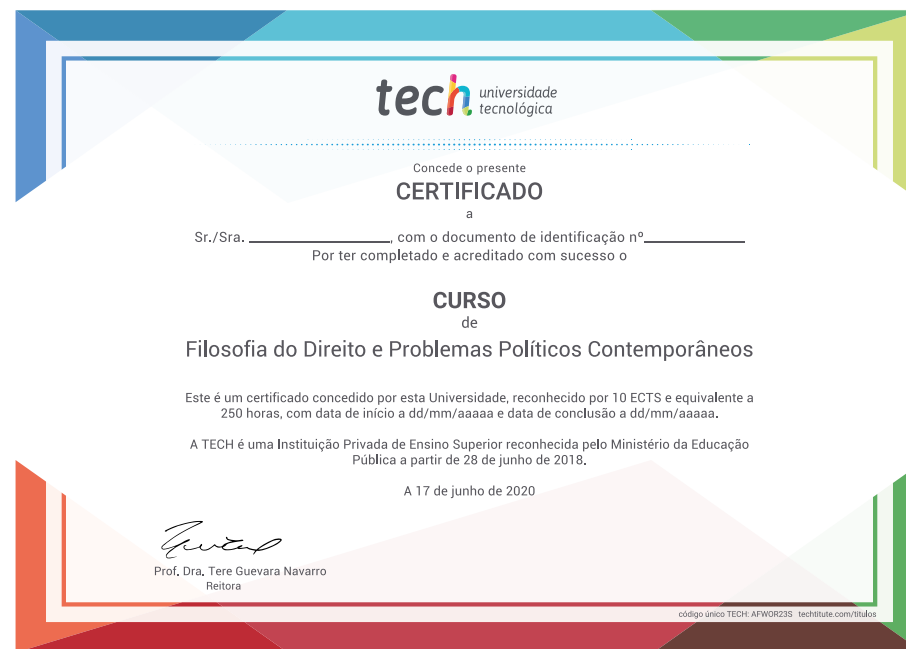 tech universidade
tecnológica
Concede o presente
CERTIFICADO
a
Sr./Sra. ____________________, com o documento de identificação nº______________
Por ter completado e acreditado com sucesso o
CURSO
de
Filosofia do Direito e Problemas Políticos Contemporâneos
Este é um certificado concedido por esta Universidade, reconhecido por 10 ECTS e equivalente a
250 horas, com data de início a dd/mm/aaaaa e data de conclusão a dd/mm/aaaaa.
A TECH é uma Instituição Privada de Ensino Superior reconhecida pelo Ministério da Educação
Pública a partir de 28 de junho de 2018.
A 17 de junho de 2020
Prof. Dra. Tere Guevara Navarro
Reitora
código único TECH: AFWOR23S techtitute.com/titulos